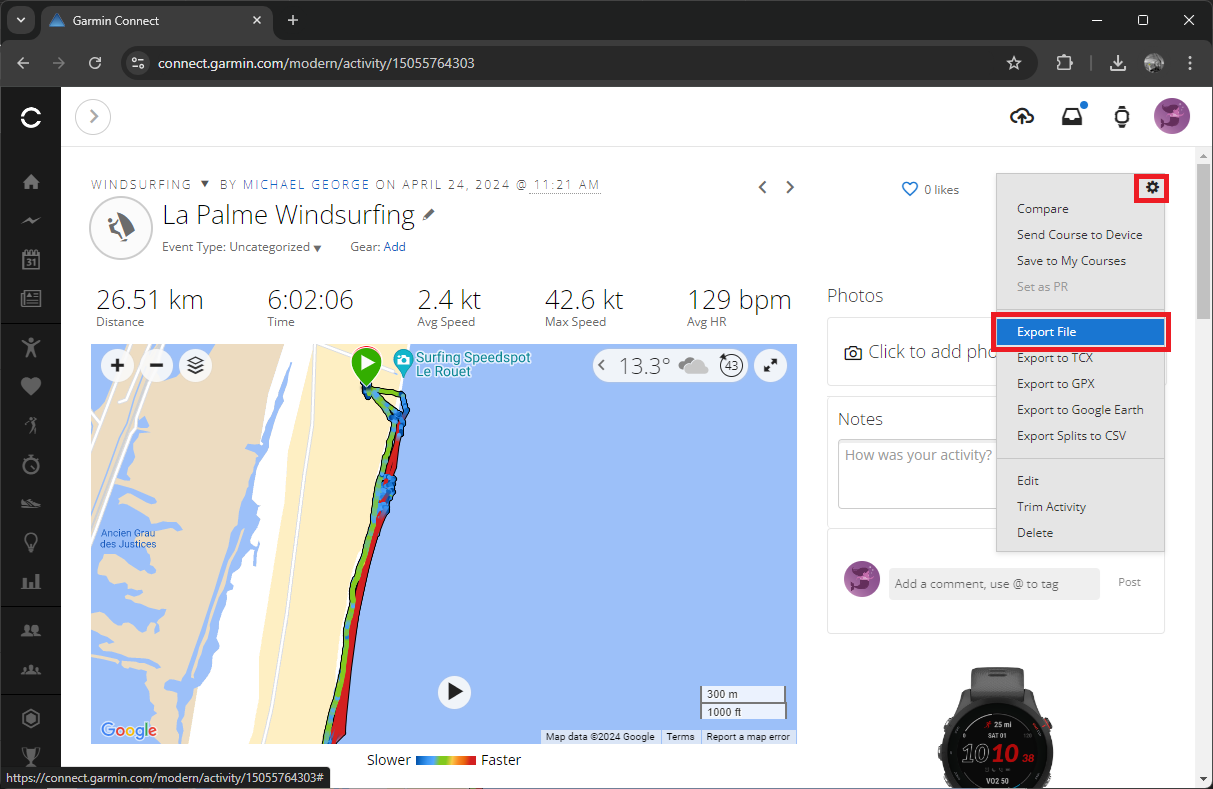 Garmin Connect
connect.garmin.com/modern/activity/15055764303
31
WINDSURFING ▼ BY MICHAEL GEORGE ON APRIL 24, 2024 @ 11:21 AM
La Palme Windsurfing
Event Type: Uncategorized ▼ Gear: Add
0 likes
26.51 km
Distance
6:02:06
Time
2.4 kt
Avg Speed
42.6 kt
Max Speed
129 bpm
Avg HR
Surfing Speedspot
Le Rouet
13.3°
43
Ancien Grau
des Justices
300 m
1000 ft
Google
Map data ©2024 Google
Terms
Report a map error
Slower
Faster
Photos
Click to add pho
Notes
How was your activity?
Add a comment, use @ to tag
Post
Compare
Send Course to Device
Save to My Courses
Set as PR
Export File
Export to TCX
Export to GPX
Export to Google Earth
Export Splits to CSV
Edit
Trim Activity
Delete
25 mi
SAT 01
10 10 38
VO2 50
https://connect.garmin.com/modern/activity/15055764303#